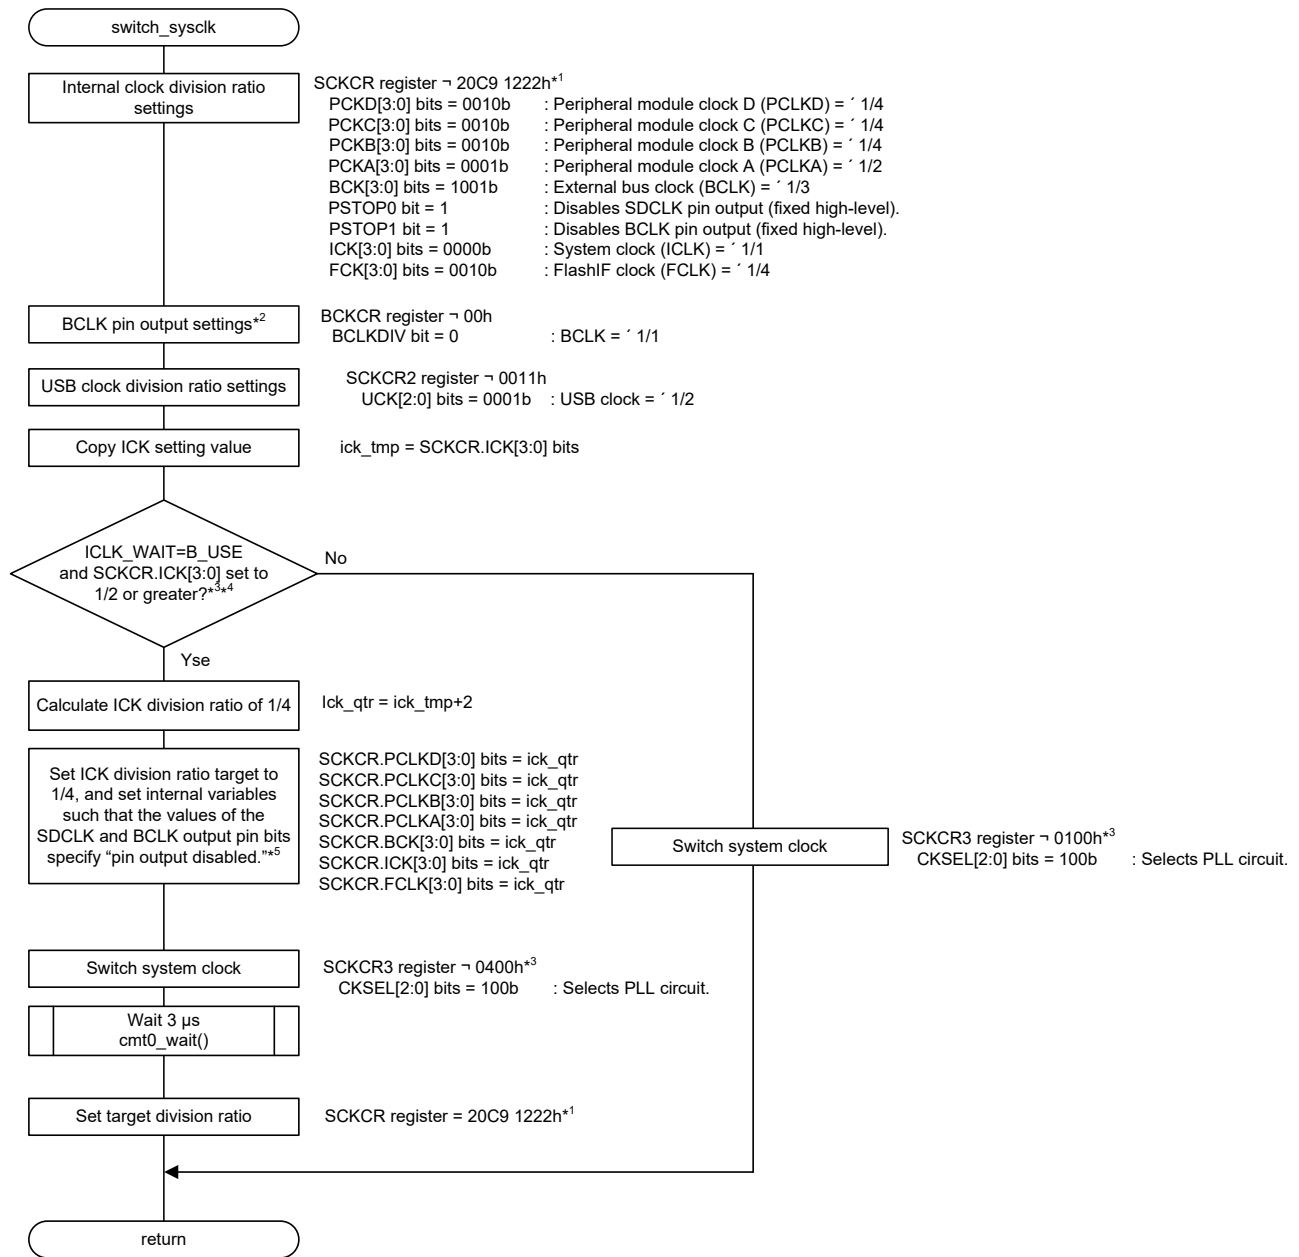 switch_sysclk
Internal clock division ratio
settings
SCKCR register ¬ 20C9 1222h*1
PCKD[3:0] bits = 0010b : Peripheral module clock D (PCLKD) = ´ 1/4
PCKC[3:0] bits = 0010b : Peripheral module clock C (PCLKC) = ´ 1/4
PCKB[3:0] bits = 0010b : Peripheral module clock B (PCLKB) = ´ 1/4
PCKA[3:0] bits = 0001b : Peripheral module clock A (PCLKA) = ´ 1/2
BCK[3:0] bits = 1001b : External bus clock (BCLK) = ´ 1/3
PSTOP0 bit = 1 : Disables SDCLK pin output (fixed high-level).
PSTOP1 bit = 1 : Disables BCLK pin output (fixed high-level).
ICK[3:0] bits = 0000b : System clock (ICLK) = ´ 1/1
FCK[3:0] bits = 0010b : FlashIF clock (FCLK) = ´ 1/4
BCLK pin output settings*2
BCKCR register ¬ 00h
BCLKDIV bit = 0 : BCLK = ´ 1/1
USB clock division ratio settings
SCKCR2 register ¬ 0011h
UCK[2:0] bits = 0001b : USB clock = ´ 1/2
Copy ICK setting value
ick_tmp = SCKCR.ICK[3:0] bits
ICLK_WAIT=B_USE
and SCKCR.ICK[3:0] set to
1/2 or greater?*3*4
No
Yse
Calculate ICK division ratio of 1/4
Ick_qtr = ick_tmp+2
Set ICK division ratio target to
1/4, and set internal variables
such that the values of the
SDCLK and BCLK output pin bits
specify “pin output disabled.”*5
SCKCR.PCLKD[3:0] bits = ick_qtr
SCKCR.PCLKC[3:0] bits = ick_qtr
SCKCR.PCLKB[3:0] bits = ick_qtr
SCKCR.PCLKA[3:0] bits = ick_qtr
SCKCR.BCK[3:0] bits = ick_qtr
SCKCR.ICK[3:0] bits = ick_qtr
SCKCR.FCLK[3:0] bits = ick_qtr
Switch system clock
SCKCR3 register ¬ 0100h*3
CKSEL[2:0] bits = 100b : Selects PLL circuit.
Switch system clock
SCKCR3 register ¬ 0400h*3
CKSEL[2:0] bits = 100b : Selects PLL circuit.
Wait 3 µs
cmt0_wait()
Set target division ratio
SCKCR register = 20C9 1222h*1
return